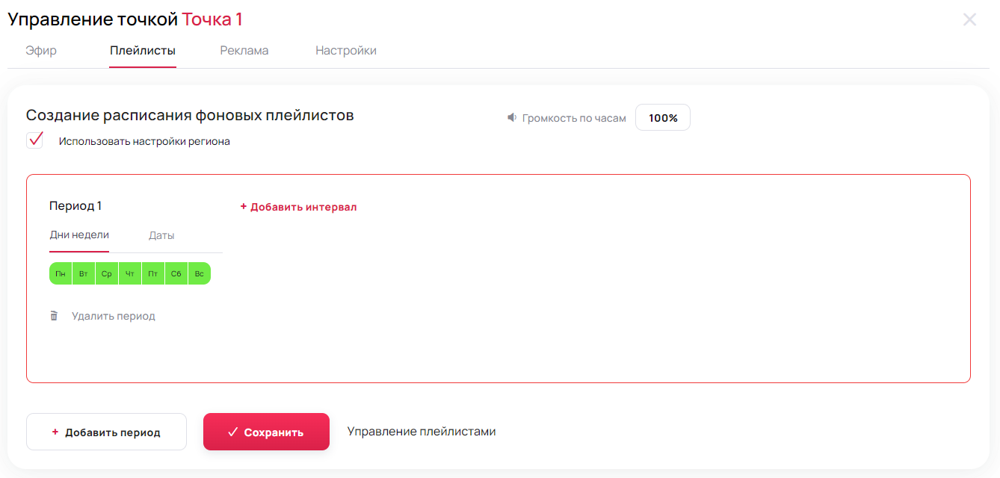 Управление точкой Точка 1
Эфир Плейлисты Реклама Настройки
Создание расписания фоновых плейлистов
Громкость по часам 100%
Использовать настройки региона
Период 1
+ Добавить интервал
Дни недели Даты
Пн Вт Ср Чт Пт Сб Вс
Удалить период
+ Добавить период
Сохранить
Управление плейлистами